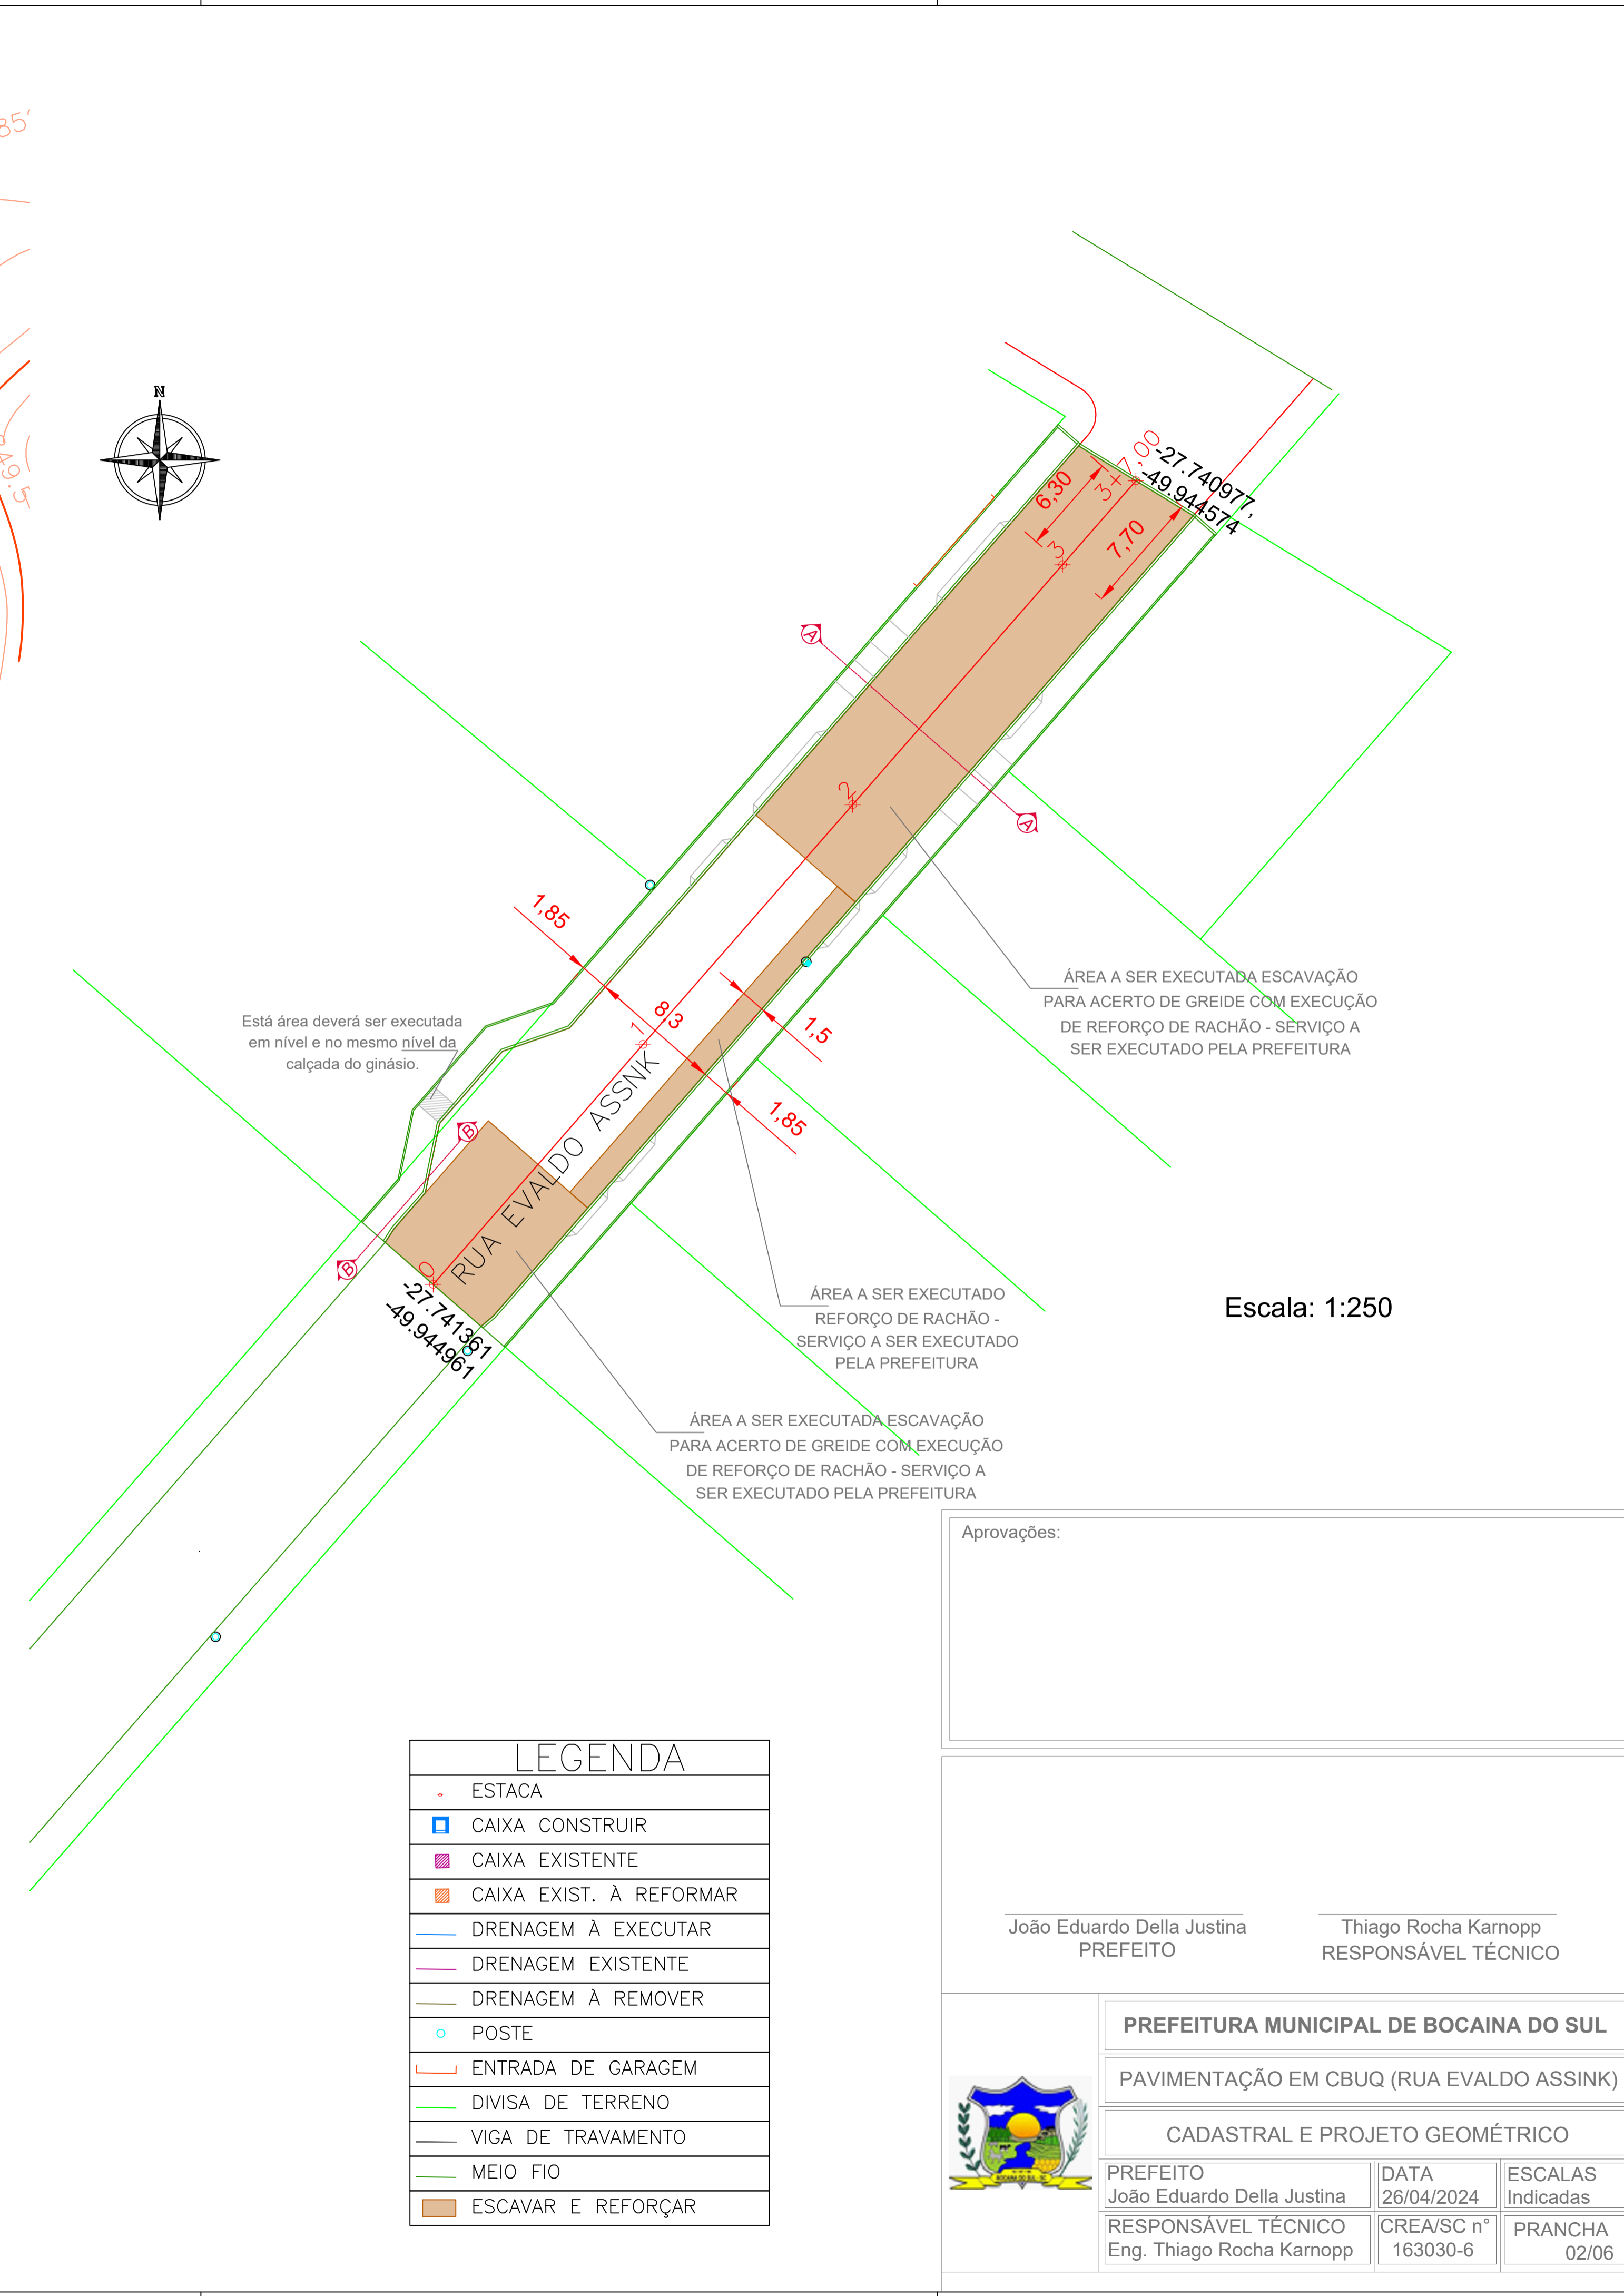 85'
N
849.5
3+7,00
-27.740977,
-49.944574
6,30
3
7,70
A
2
A
1,85
8,3
1
1,5
1,85
ÁREA A SER EXECUTADA ESCAVAÇÃO
PARA ACERTO DE GREIDE COM EXECUÇÃO
DE REFORÇO DE RACHÃO - SERVIÇO A
SER EXECUTADO PELA PREFEITURA
Está área deverá ser executada
em nível e no mesmo nível da
calçada do ginásio.
B
B
RUA EVALDO ASSNK
0
-27.741361
-49.944961
ÁREA A SER EXECUTADO
REFORÇO DE RACHÃO -
SERVIÇO A SER EXECUTADO
PELA PREFEITURA
Escala: 1:250
ÁREA A SER EXECUTADA ESCAVAÇÃO
PARA ACERTO DE GREIDE COM EXECUÇÃO
DE REFORÇO DE RACHÃO - SERVIÇO A
SER EXECUTADO PELA PREFEITURA
Aprovações:
LEGENDA
ESTACA
CAIXA CONSTRUIR
CAIXA EXISTENTE
CAIXA EXIST. À REFORMAR
DRENAGEM À EXECUTAR
DRENAGEM EXISTENTE
DRENAGEM À REMOVER
POSTE
ENTRADA DE GARAGEM
DIVISA DE TERRENO
VIGA DE TRAVAMENTO
MEIO FIO
ESCAVAR E REFORÇAR
João Eduardo Della Justina
PREFEITO
Thiago Rocha Karnopp
RESPONSÁVEL TÉCNICO
PREFEITURA MUNICIPAL DE BOCAINA DO SUL
PAVIMENTAÇÃO EM CBUQ (RUA EVALDO ASSINK)
CADASTRAL E PROJETO GEOMÉTRICO
BOCAINA DO SUL - SC
PREFEITO
João Eduardo Della Justina
DATA
26/04/2024
ESCALAS
Indicadas
RESPONSÁVEL TÉCNICO
Eng. Thiago Rocha Karnopp
CREA/SC n°
163030-6
PRANCHA
02/06